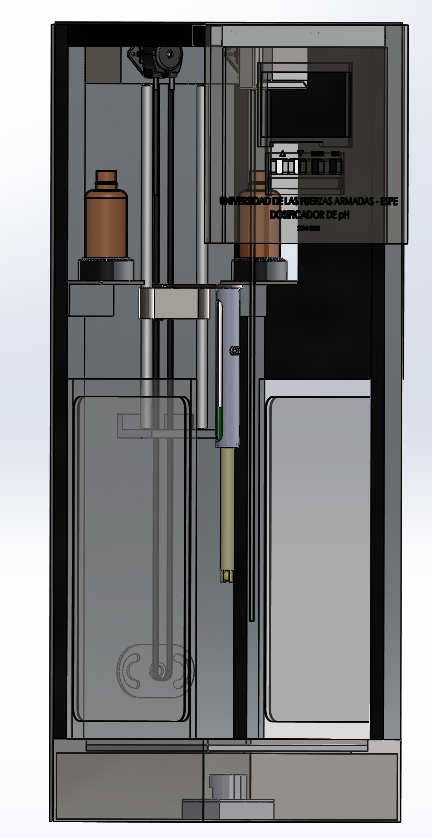 UNIVERSIDAD DE LAS FUERZAS ARMADAS - ESPE
DOSIFICADOR DE pH